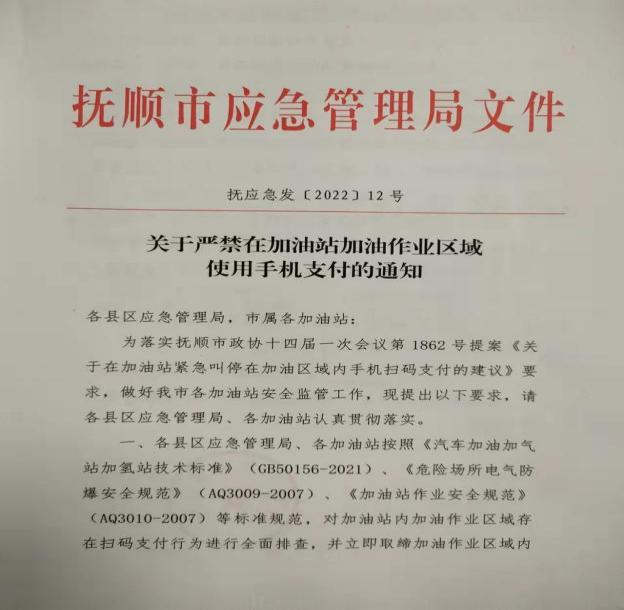 抚顺市应急管理局文件
抚应急发〔2022〕12号
关于严禁在加油站加油作业区域
使用手机支付的通知
各县区应急管理局，市属各加油站：
为落实抚顺市政协十四届一次会议第1862号提案《关
于在加油站紧急叫停在加油区域内手机扫码支付的建议》要
求，做好我市各加油站安全监管工作，现提出以下要求，请
各县区应急管理局、各加油站认真贯彻落实。
一、各县区应急管理局、各加油站按照《汽车加油加气
站加氢站技术标准》（GB50156-2021）、《危险场所电气防
爆安全规范》（AQ3009-2007）、《加油站作业安全规范》
（AQ3010-2007）等标准规范，对加油站内加油作业区域存
在扫码支付行为进行全面排查，并立即取缔加油作业区域内